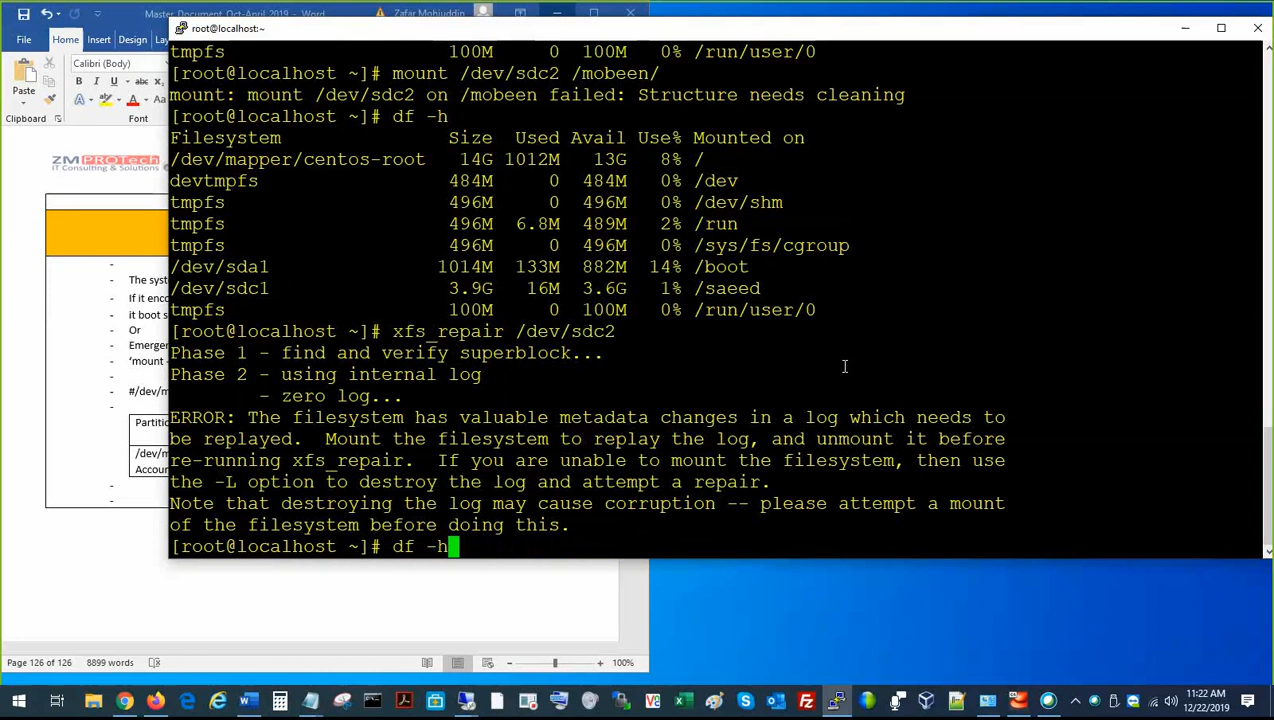 Master_Document_Oct-April_2019 - Word
Zafar Mohiuddin
File Home Insert Design
Calibri (Body)
Paste
B I U
Clipboard
Font
ZMPROTech
IT Consulting & Solutions
- The syst
- If it enco
- it boot s
- Or
- Emergen
- 'mount -
- #/dev/m
Partitio
/dev/m
Account
Page 126 of 126 8899 words
100%
root@localhost:~
tmpfs 100M 0 100M 0% /run/user/0
[root@localhost ~]# mount /dev/sdc2 /mobeen/
mount: mount /dev/sdc2 on /mobeen failed: Structure needs cleaning
[root@localhost ~]# df -h
Filesystem Size Used Avail Use% Mounted on
/dev/mapper/centos-root 14G 1012M 13G 8% /
devtmpfs 484M 0 484M 0% /dev
tmpfs 496M 0 496M 0% /dev/shm
tmpfs 496M 6.8M 489M 2% /run
tmpfs 496M 0 496M 0% /sys/fs/cgroup
/dev/sda1 1014M 133M 882M 14% /boot
/dev/sdc1 3.9G 16M 3.6G 1% /saeed
tmpfs 100M 0 100M 0% /run/user/0
[root@localhost ~]# xfs_repair /dev/sdc2
Phase 1 - find and verify superblock...
Phase 2 - using internal log
- zero log...
ERROR: The filesystem has valuable metadata changes in a log which needs to
be replayed. Mount the filesystem to replay the log, and unmount it before
re-running xfs_repair. If you are unable to mount the filesystem, then use
the -L option to destroy the log and attempt a repair.
Note that destroying the log may cause corruption -- please attempt a mount
of the filesystem before doing this.
[root@localhost ~]# df -h
11:22 AM
12/22/2019